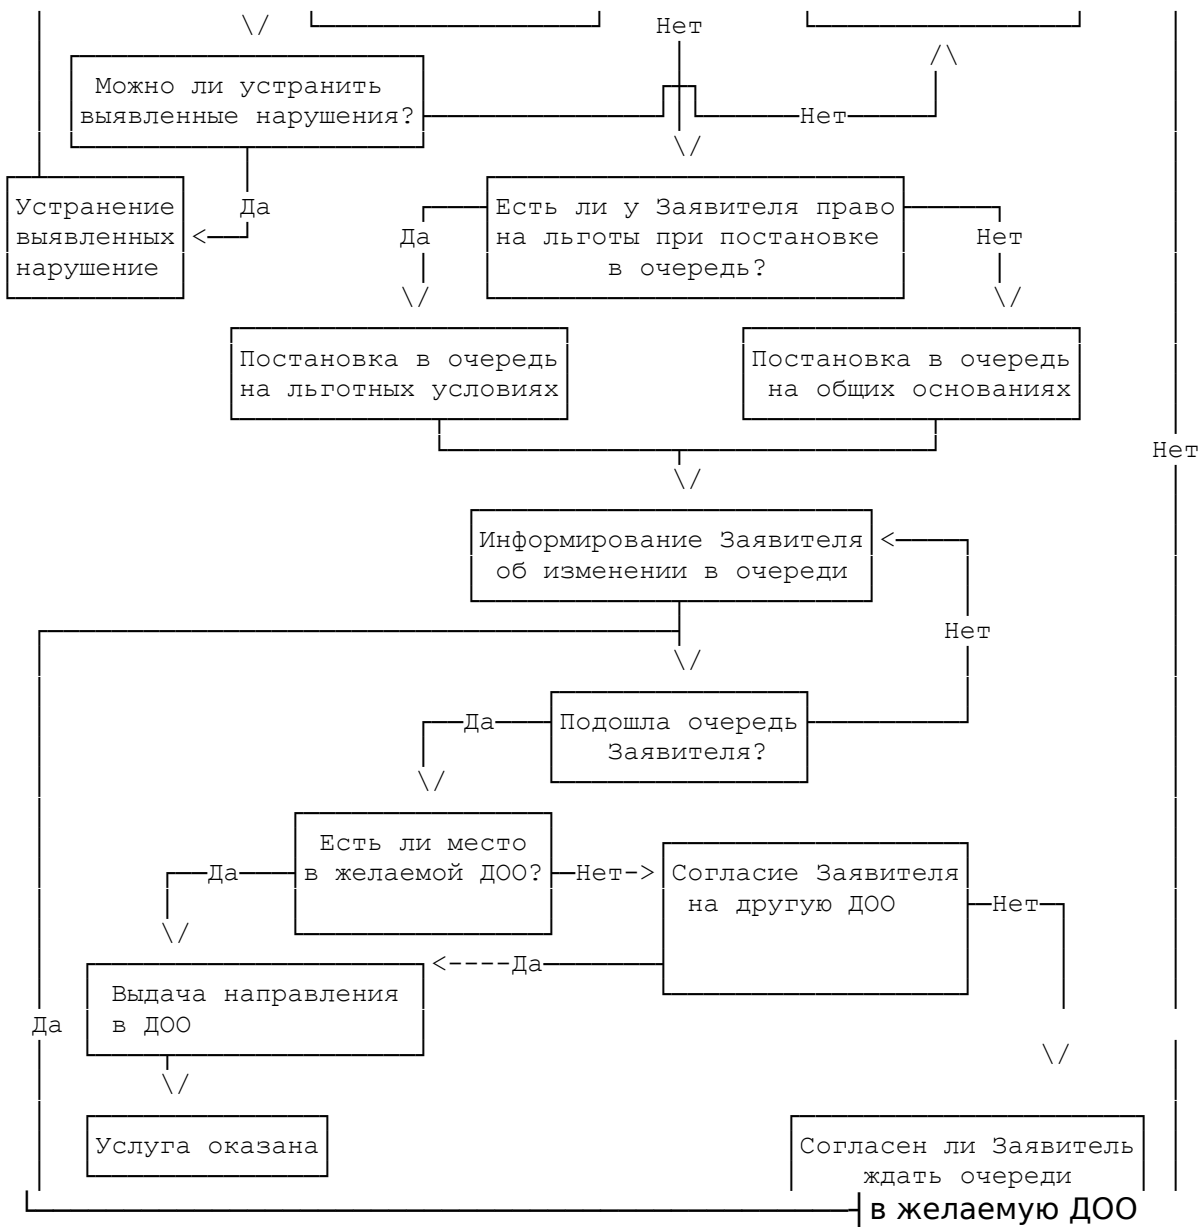 Нет
Можно ли устранить
выявленные нарушения?
Нет
Устранение
выявленных
нарушение
Да
Есть ли у Заявителя право
на льготы при постановке
в очередь?
Да
Нет
Постановка в очередь
на льготных условиях
Постановка в очередь
на общих основаниях
Нет
Информирование Заявителя
об изменении в очереди
Нет
Подошла очередь
Заявителя?
Да
Есть ли место
в желаемой ДОО?
Да
Нет
Согласие Заявителя
на другую ДОО
Нет
Да
Выдача направления
в ДОО
Да
Услуга оказана
Согласен ли Заявитель
ждать очереди
в желаемую ДОО